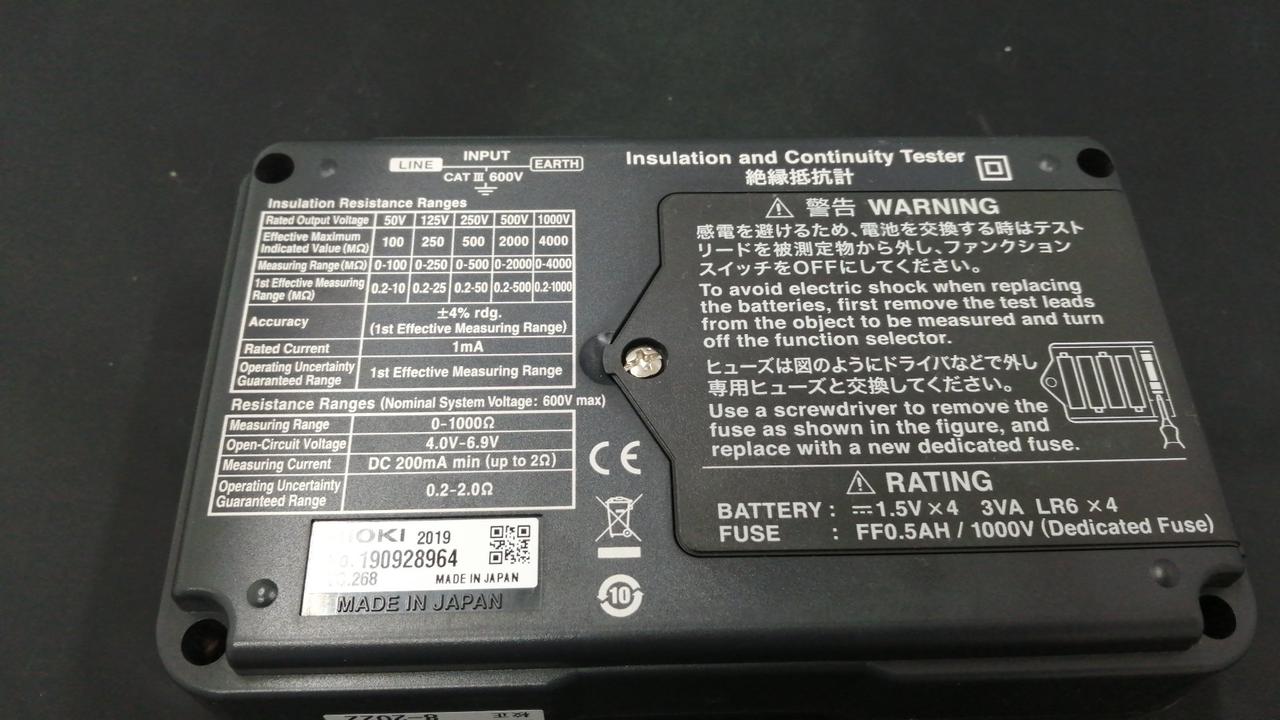 LINE INPUT EARTH
CAT III 600V
Insulation Resistance Ranges
Rated Output Voltage 50V 125V 250V 500V 1000V
Effective Maximum Indicated Value (MΩ) 100 250 500 2000 4000
Measuring Range (MΩ) 0-100 0-250 0-500 0-2000 0-4000
1st Effective Measuring Range (MΩ) 0.2-10 0.2-25 0.2-50 0.2-500 0.2-1000
Accuracy ±4% rdg.
(1st Effective Measuring Range)
Rated Current 1mA
Operating Uncertainty Guaranteed Range 1st Effective Measuring Range
Resistance Ranges (Nominal System Voltage: 600V max)
Measuring Range 0-1000Ω
Open-Circuit Voltage 4.0V-6.9V
Measuring Current DC 200mA min (up to 2Ω)
Operating Uncertainty Guaranteed Range 0.2-2.0Ω
HIOKI 2019
No.190928964
268
MADE IN JAPAN
MADE IN JAPAN
CE
10
Insulation and Continuity Tester
絶縁抵抗計
警告 WARNING
感電を避けるため、電池を交換する時はテスト
リードを被測定物から外し、ファンクション
スイッチをOFFにしてください。
To avoid electric shock when replacing
the batteries, first remove the test leads
from the object to be measured and turn
off the function selector.
ヒューズは図のようにドライバなどで外し
専用ヒューズと交換してください。
Use a screwdriver to remove the
fuse as shown in the figure, and
replace with a new dedicated fuse.
RATING
BATTERY : 1.5V×4 3VA LR6 ×4
FUSE : FF0.5AH / 1000V (Dedicated Fuse)
校正 8-2022